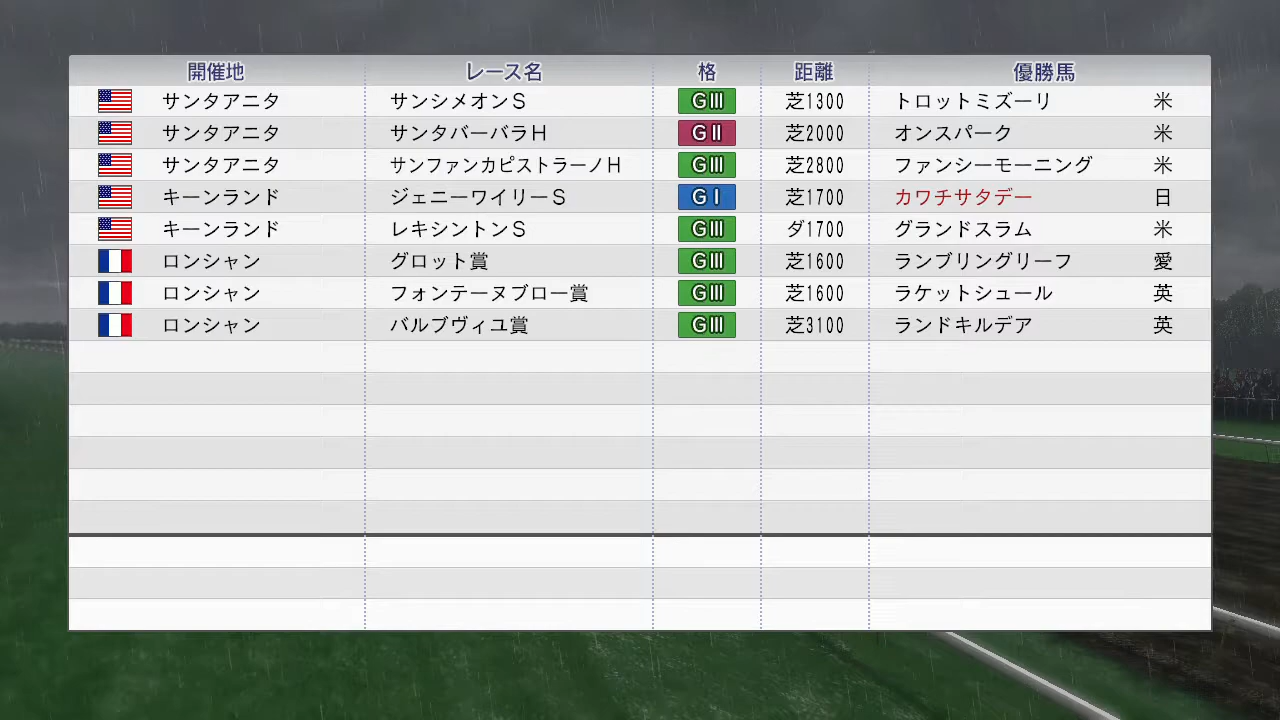 開催地 レース名 格 距離 優勝馬
サンタアニタ サンシメオンS GⅢ 芝1300 トロットミズーリ 米
サンタアニタ サンタバーバラH GⅡ 芝2000 オンスパーク 米
サンタアニタ サンファンカピストラーノH GⅢ 芝2800 ファンシーモーニング 米
キーンランド ジェニーワイリーS GⅠ 芝1700 カワチサタデー 日
キーンランド レキシントンS GⅢ ダ1700 グランドスラム 米
ロンシャン グロット賞 GⅢ 芝1600 ランブリングリーフ 愛
ロンシャン フォンテーヌブロー賞 GⅢ 芝1600 ラケットシュール 英
ロンシャン バルブヴィユ賞 GⅢ 芝3100 ランドキルデア 英